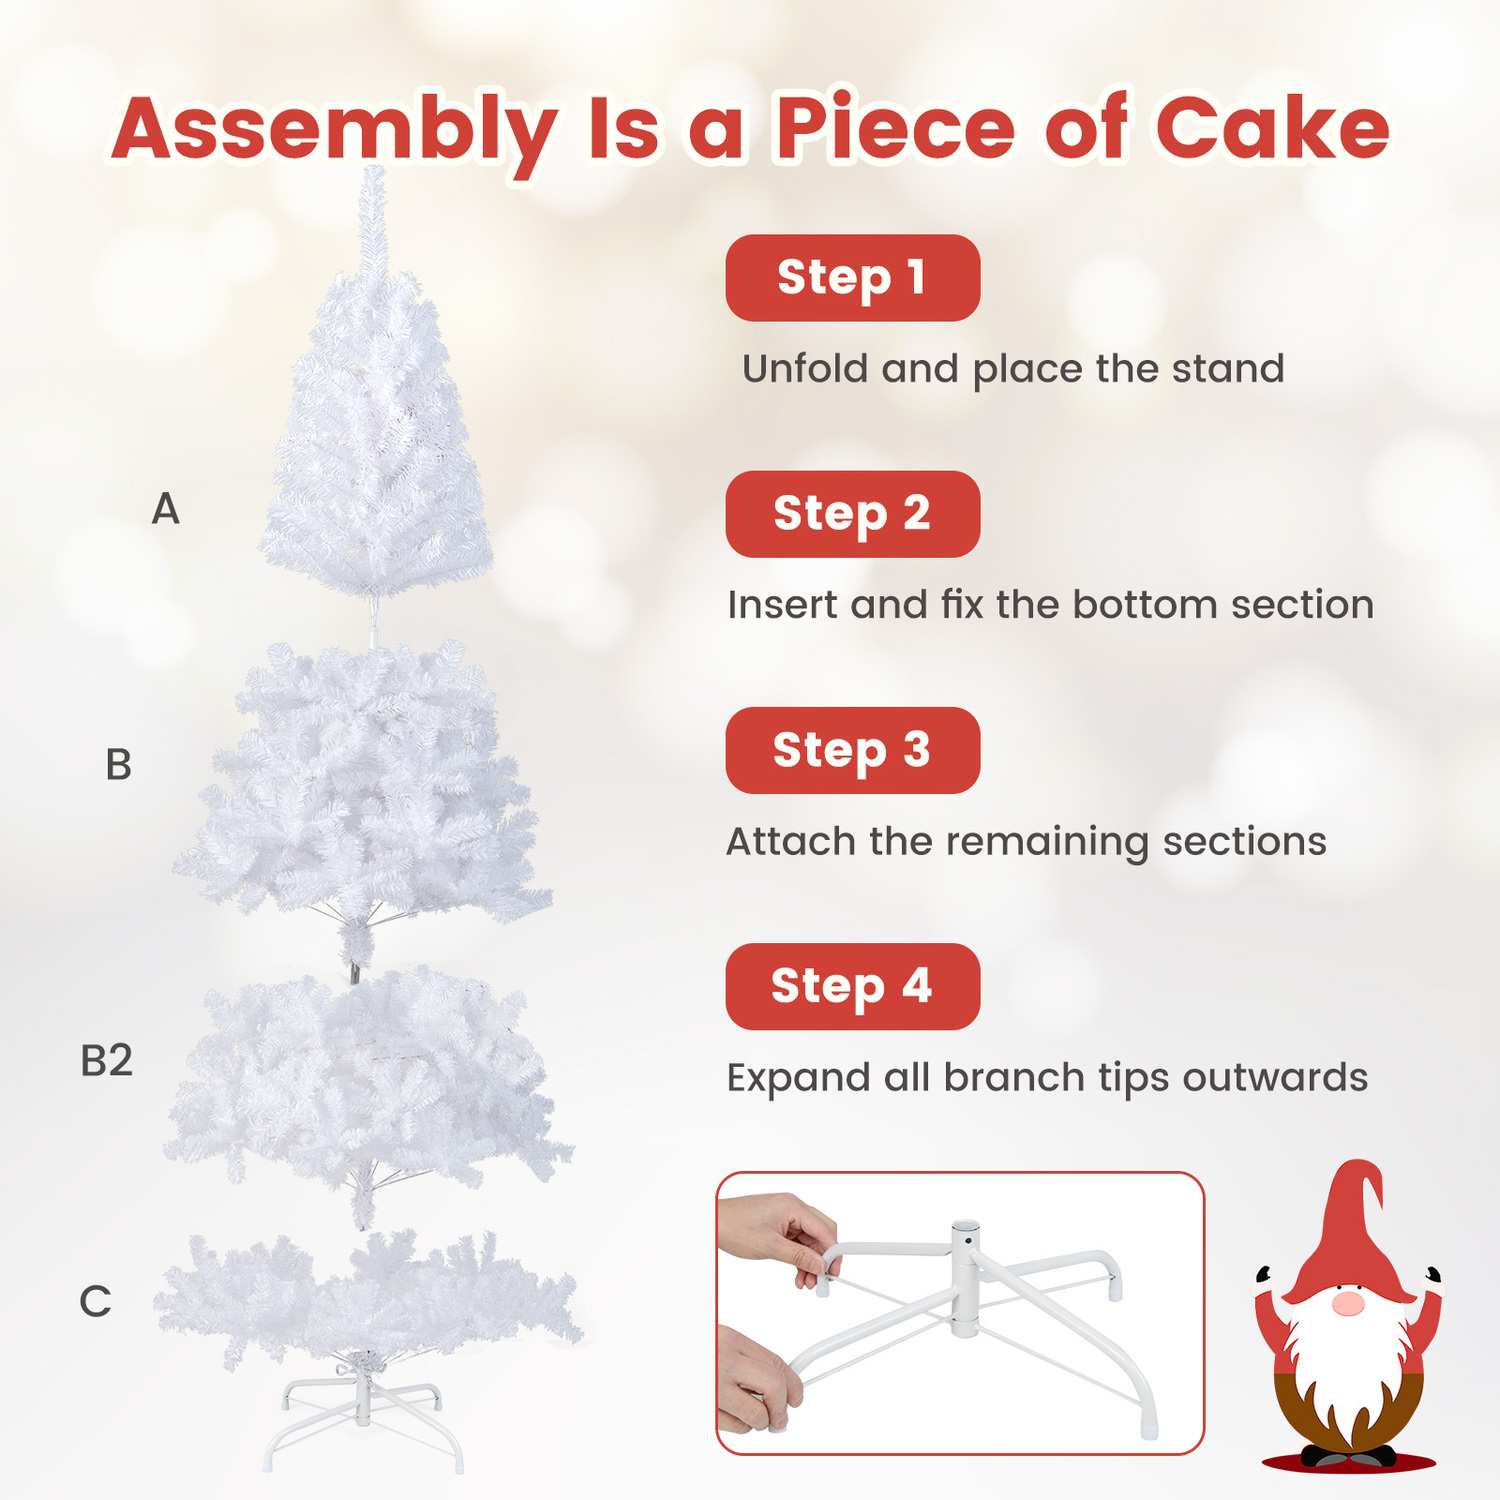 Assembly Is a Piece of Cake
Step 1
Unfold and place the stand
Step 2
Insert and fix the bottom section
Step 3
Attach the remaining sections
Step 4
Expand all branch tips outwards
A
B
B2
C